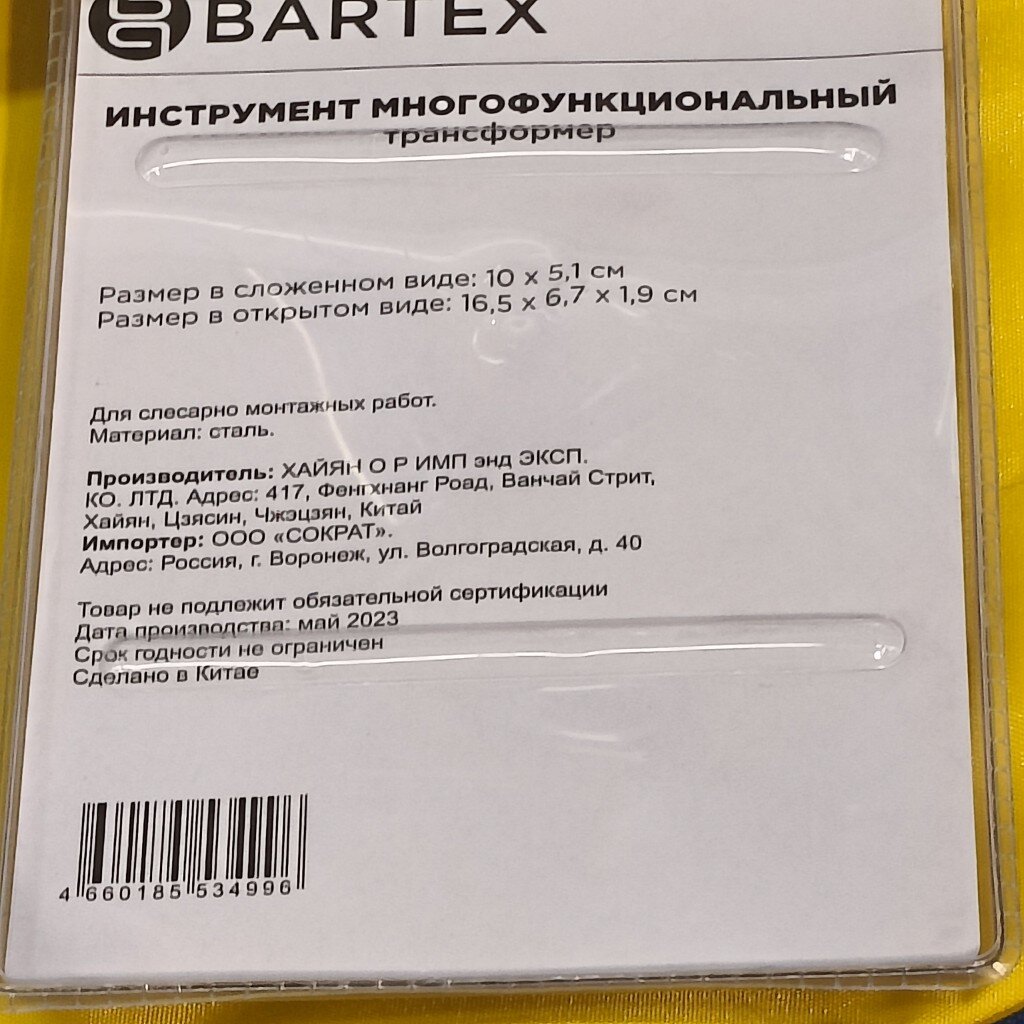 BARTEX
ИНСТРУМЕНТ МНОГОФУНКЦИОНАЛЬНЫЙ
трансформер
Размер в сложенном виде: 10 х 5,1 см
Размер в открытом виде: 16,5 х 6,7 х 1,9 см
Для слесарно монтажных работ.
Материал: сталь.
Производитель: ХАЙЯН О Р ИМП энд ЭКСП.
КО. ЛТД. Адрес: 417, Фенгхнанг Роад, Ванчай Стрит,
Хайян, Цзясин, Чжэцзян, Китай
Импортер: ООО «СОКРАТ».
Адрес: Россия, г. Воронеж, ул. Волгоградская, д. 40
Товар не подлежит обязательной сертификации
Дата производства: май 2023
Срок годности не ограничен
Сделано в Китае
4 660185 534996